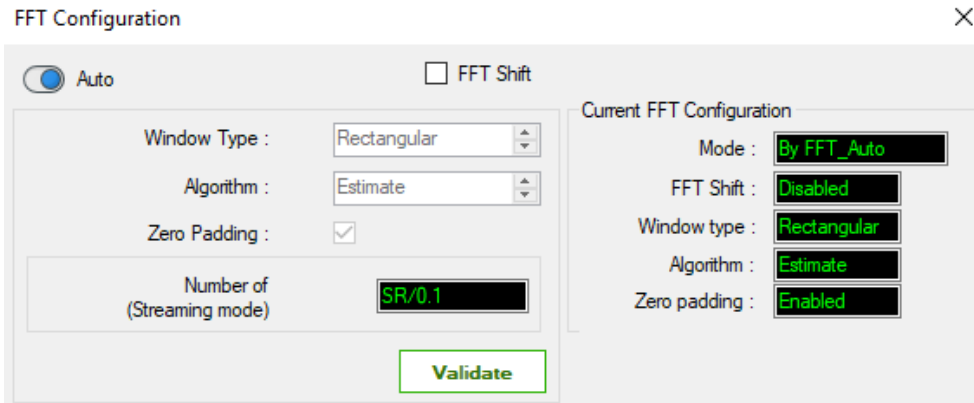 FFT Configuration
Auto
FFT Shift
Window Type :
Rectangular
Algorithm :
Estimate
Zero Padding :
Number of
(Streaming mode)
SR/0.1
Validate
Current FFT Configuration
Mode :
By FFT_Auto
FFT Shift :
Disabled
Window type :
Rectangular
Algorithm :
Estimate
Zero padding :
Enabled